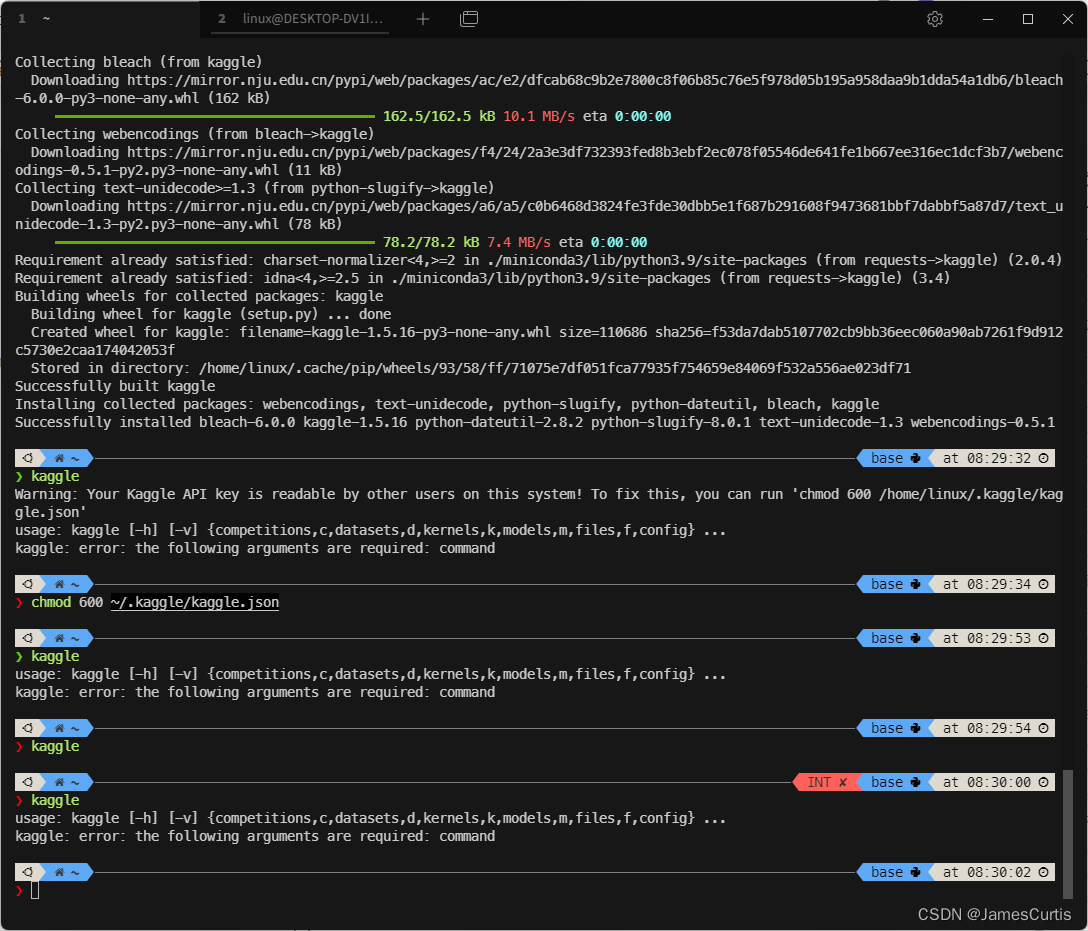 1 ~ 2 linux@DESKTOP-DV1I...
Collecting bleach (from kaggle)
Downloading https://mirror.nju.edu.cn/pypi/web/packages/ac/e2/dfcab68c9b2e7800c8f06b85c76e5f978d05b195a958daa9b1dda54a1db6/bleach
-6.0.0-py3-none-any.whl (162 kB)
162.5/162.5 kB 10.1 MB/s eta 0:00:00
Collecting webencodings (from bleach->kaggle)
Downloading https://mirror.nju.edu.cn/pypi/web/packages/f4/24/2a3e3df732393fed8b3ebf2ec078f05546de641fe1b667ee316ec1dcf3b7/webenc
odings-0.5.1-py2.py3-none-any.whl (11 kB)
Collecting text-unidecode>=1.3 (from python-slugify->kaggle)
Downloading https://mirror.nju.edu.cn/pypi/web/packages/a6/a5/c0b6468d3824fe3fde30dbb5e1f687b291608f9473681bbf7dabbf5a87d7/text_u
nidecode-1.3-py2.py3-none-any.whl (78 kB)
78.2/78.2 kB 7.4 MB/s eta 0:00:00
Requirement already satisfied: charset-normalizer<4,>=2 in ./miniconda3/lib/python3.9/site-packages (from requests->kaggle) (2.0.4)
Requirement already satisfied: idna<4,>=2.5 in ./miniconda3/lib/python3.9/site-packages (from requests->kaggle) (3.4)
Building wheels for collected packages: kaggle
Building wheel for kaggle (setup.py) ... done
Created wheel for kaggle: filename=kaggle-1.5.16-py3-none-any.whl size=110686 sha256=f53da7dab5107702cb9bb36eec060a90ab7261f9d912
c5730e2caa174042053f
Stored in directory: /home/linux/.cache/pip/wheels/93/58/ff/71075e7df051fca77935f754659e84069f532a556ae023df71
Successfully built kaggle
Installing collected packages: webencodings, text-unidecode, python-slugify, python-dateutil, bleach, kaggle
Successfully installed bleach-6.0.0 kaggle-1.5.16 python-dateutil-2.8.2 python-slugify-8.0.1 text-unidecode-1.3 webencodings-0.5.1
~ base at 08:29:32
❯ kaggle
Warning: Your Kaggle API key is readable by other users on this system! To fix this, you can run 'chmod 600 /home/linux/.kaggle/kag
gle.json'
usage: kaggle [-h] [-v] {competitions,c,datasets,d,kernels,k,models,m,files,f,config} ...
kaggle: error: the following arguments are required: command
~ base at 08:29:34
❯ chmod 600 ~/.kaggle/kaggle.json
~ base at 08:29:53
❯ kaggle
usage: kaggle [-h] [-v] {competitions,c,datasets,d,kernels,k,models,m,files,f,config} ...
kaggle: error: the following arguments are required: command
~ base at 08:29:54
❯ kaggle
~ INT ✘ base at 08:30:00
❯ kaggle
usage: kaggle [-h] [-v] {competitions,c,datasets,d,kernels,k,models,m,files,f,config} ...
kaggle: error: the following arguments are required: command
~ base at 08:30:02
❯
CSDN @JamesCurtis